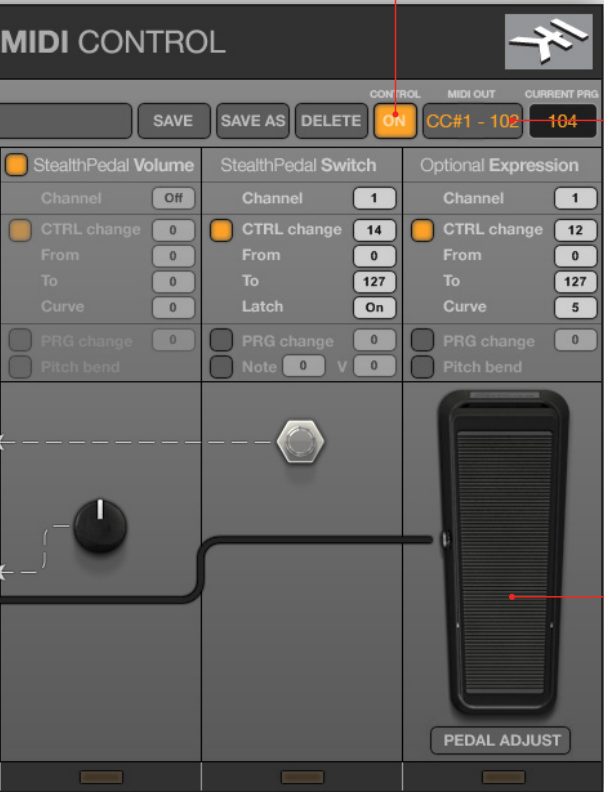 MIDI CONTROL
CONTROL MIDI OUT CURRENT PRG
SAVE SAVE AS DELETE ON CC#1 - 102 104
StealthPedal Volume
Channel Off
CTRL change 0
From 0
To 0
Curve 0
PRG change 0
Pitch bend
StealthPedal Switch
Channel 1
CTRL change 14
From 0
To 127
Latch On
PRG change 0
Note 0 V 0
Optional Expression
Channel 1
CTRL change 12
From 0
To 127
Curve 5
PRG change 0
Pitch bend
PEDAL ADJUST